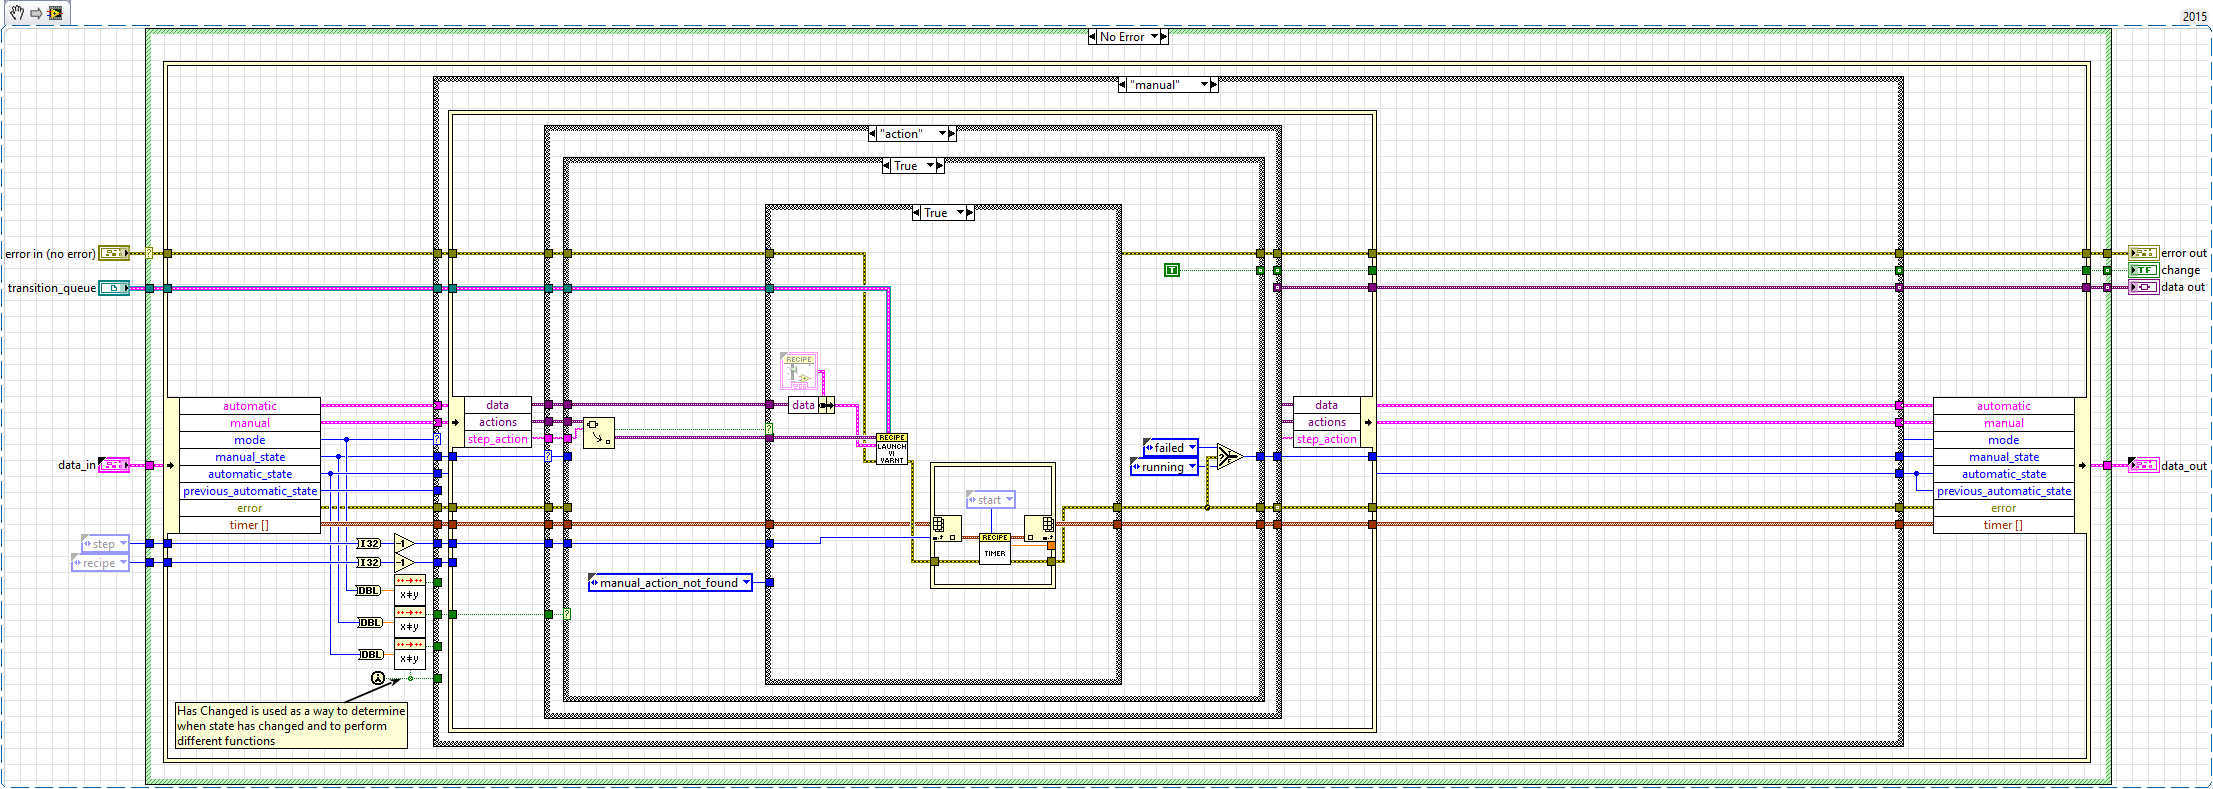 2015
No Error
"manual"
"action"
True
True
error in (no error)
error out
TF
change
T
transition_queue
data out
RECIPE
automatic
data
data
data
automatic
manual
actions
actions
manual
mode
step_action
RECIPE
LAUNCH
VI
VARNT
step_action
mode
manual_state
failed
manual_state
data_in
running
data_out
automatic_state
automatic_state
previous_automatic_state
previous_automatic_state
start
error
error
timer []
timer []
RECIPE
TIMER
step
I32
-1
recipe
I32
-1
manual_action_not_found
DBL
x≠y
?
DBL
x≠y
DBL
x≠y
Has Changed is used as a way to determine
when state has changed and to perform
different functions